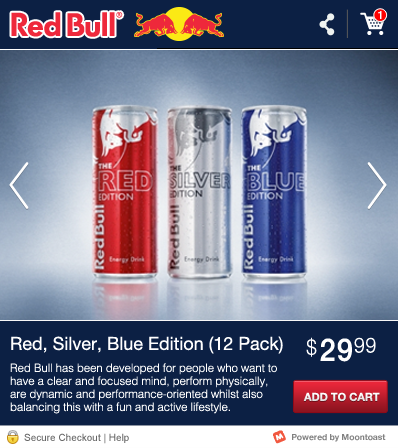 Red Bull®
1
THE RED EDITION
Red Bull
Energy Drink
THE SILVER EDITION
Red Bull
Energy Drink
THE BLUE EDITION
Red Bull
Energy Drink
Red, Silver, Blue Edition (12 Pack)
$29.99
Red Bull has been developed for people who want to
have a clear and focused mind, perform physically,
are dynamic and performance-oriented whilst also
balancing this with a fun and active lifestyle.
ADD TO CART
Secure Checkout | Help
Powered by Moontoast